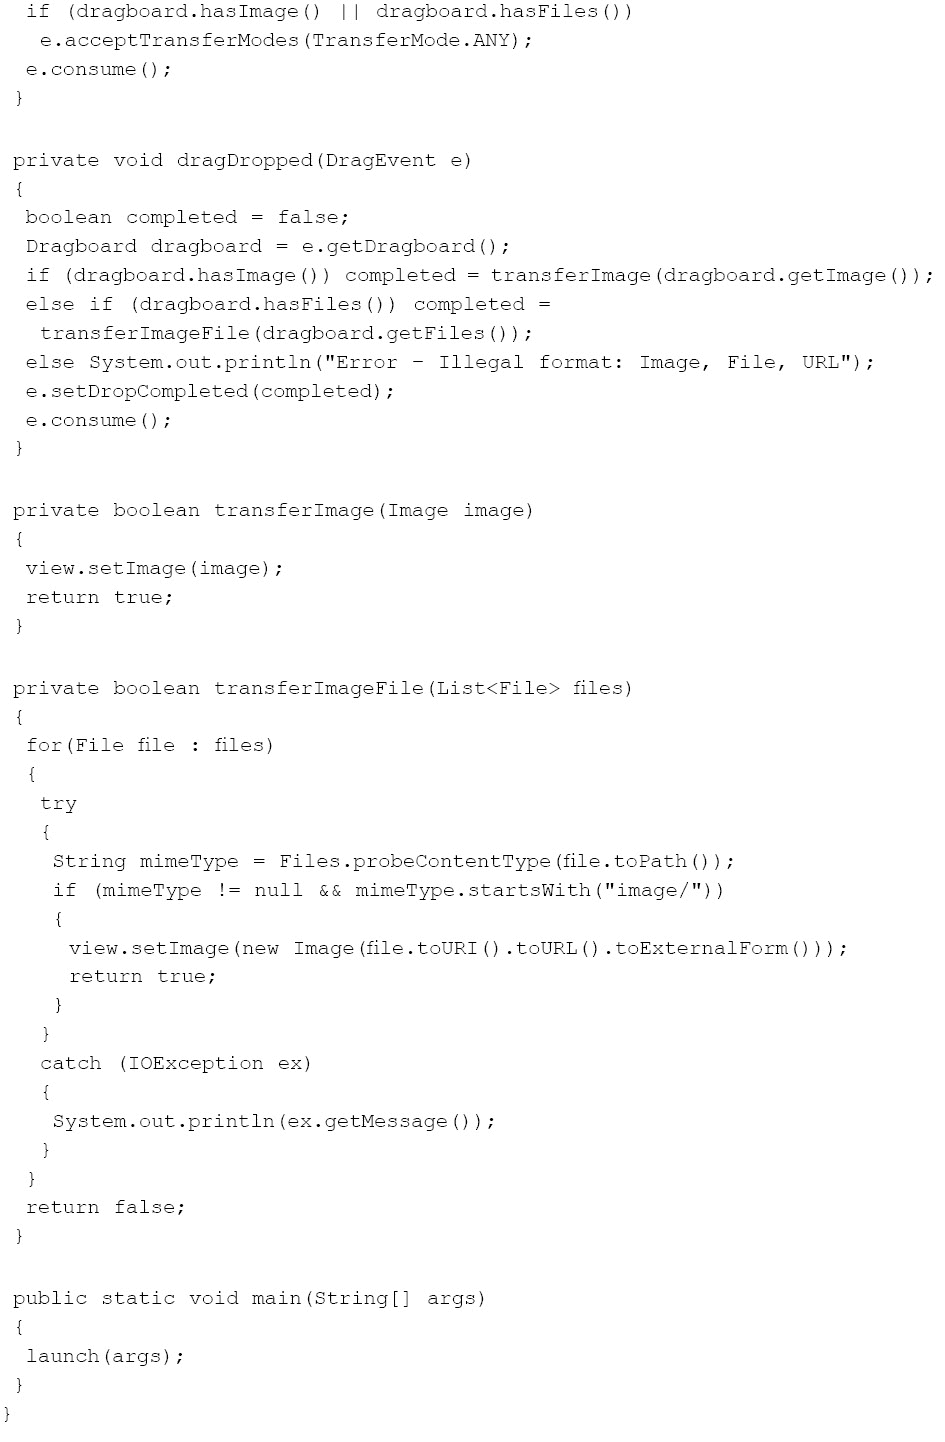 if (dragboard.hasImage() || dragboard.hasFiles())
e.acceptTransferModes(TransferMode.ANY);
e.consume();
}
private void dragDropped(DragEvent e)
{
boolean completed = false;
Dragboard dragboard = e.getDragboard();
if (dragboard.hasImage()) completed = transferImage(dragboard.getImage());
else if (dragboard.hasFiles()) completed =
transferImageFile(dragboard.getFiles());
else System.out.println("Error - Illegal format: Image, File, URL");
e.setDropCompleted(completed);
e.consume();
}
private boolean transferImage(Image image)
{
view.setImage(image);
return true;
}
private boolean transferImageFile(List<File> files)
{
for(File file : files)
{
try
{
String mimeType = Files.probeContentType(file.toPath());
if (mimeType != null && mimeType.startsWith("image/"))
{
view.setImage(new Image(file.toURI().toURL().toExternalForm()));
return true;
}
}
catch (IOException ex)
{
System.out.println(ex.getMessage());
}
}
return false;
}
public static void main(String[] args)
{
launch(args);
}
}